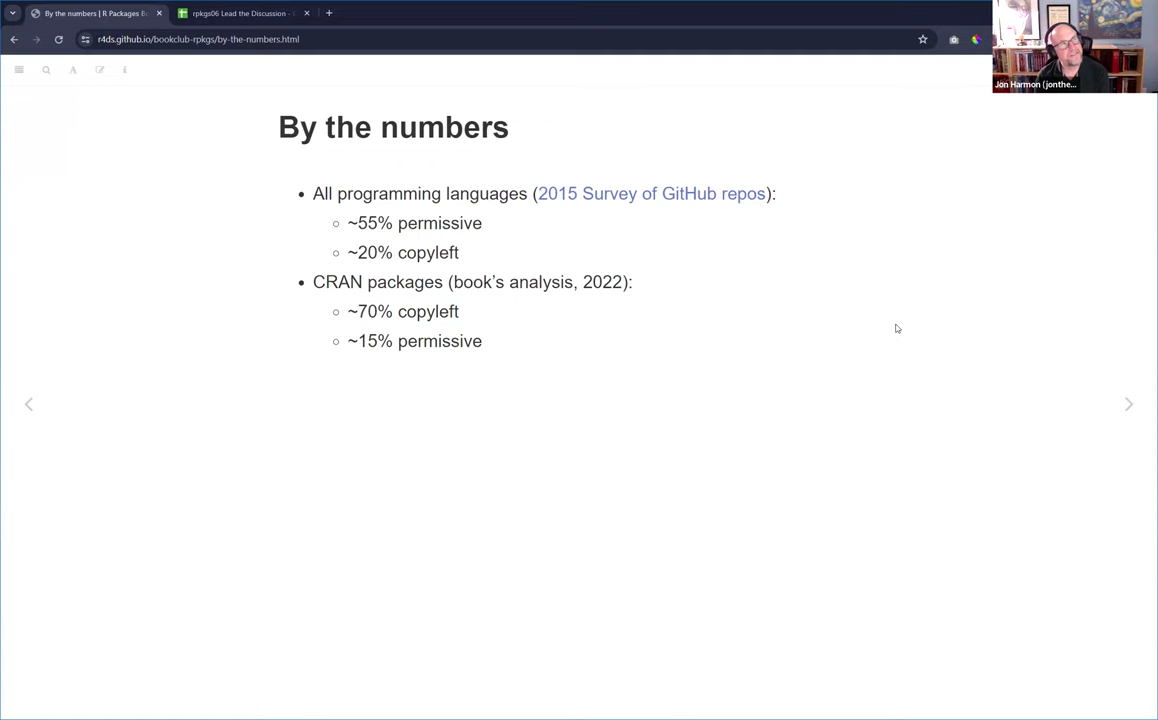 By the numbers | R Packages B
rpkgs06 Lead the Discussion -
r4ds.github.io/bookclub-rpkgs/by-the-numbers.html
Jon Harmon (jonthe...
By the numbers
• All programming languages (2015 Survey of GitHub repos):
○ ~55% permissive
○ ~20% copyleft
• CRAN packages (book’s analysis, 2022):
○ ~70% copyleft
○ ~15% permissive